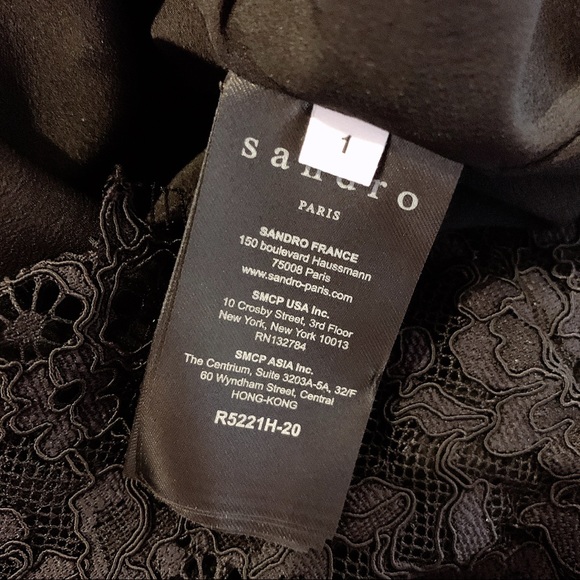 1
sandro
PARIS
SANDRO FRANCE
150 boulevard Haussmann
75008 Paris
www.sandro-paris.com
SMCP USA Inc.
10 Crosby Street, 3rd Floor
New York, New York 10013
RN132784
SMCP ASIA Inc.
The Centrium, Suite 3203A-5A, 32/F
60 Wyndham Street, Central
HONG-KONG
R5221H-20